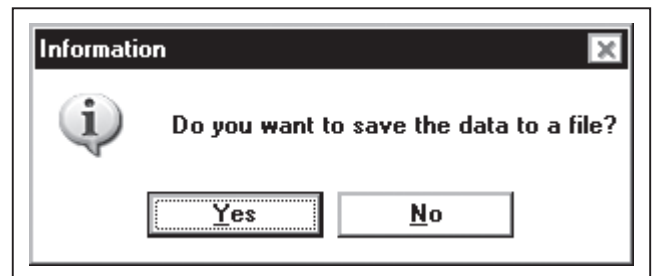 Information
Do you want to save the data to a file?
Yes
No